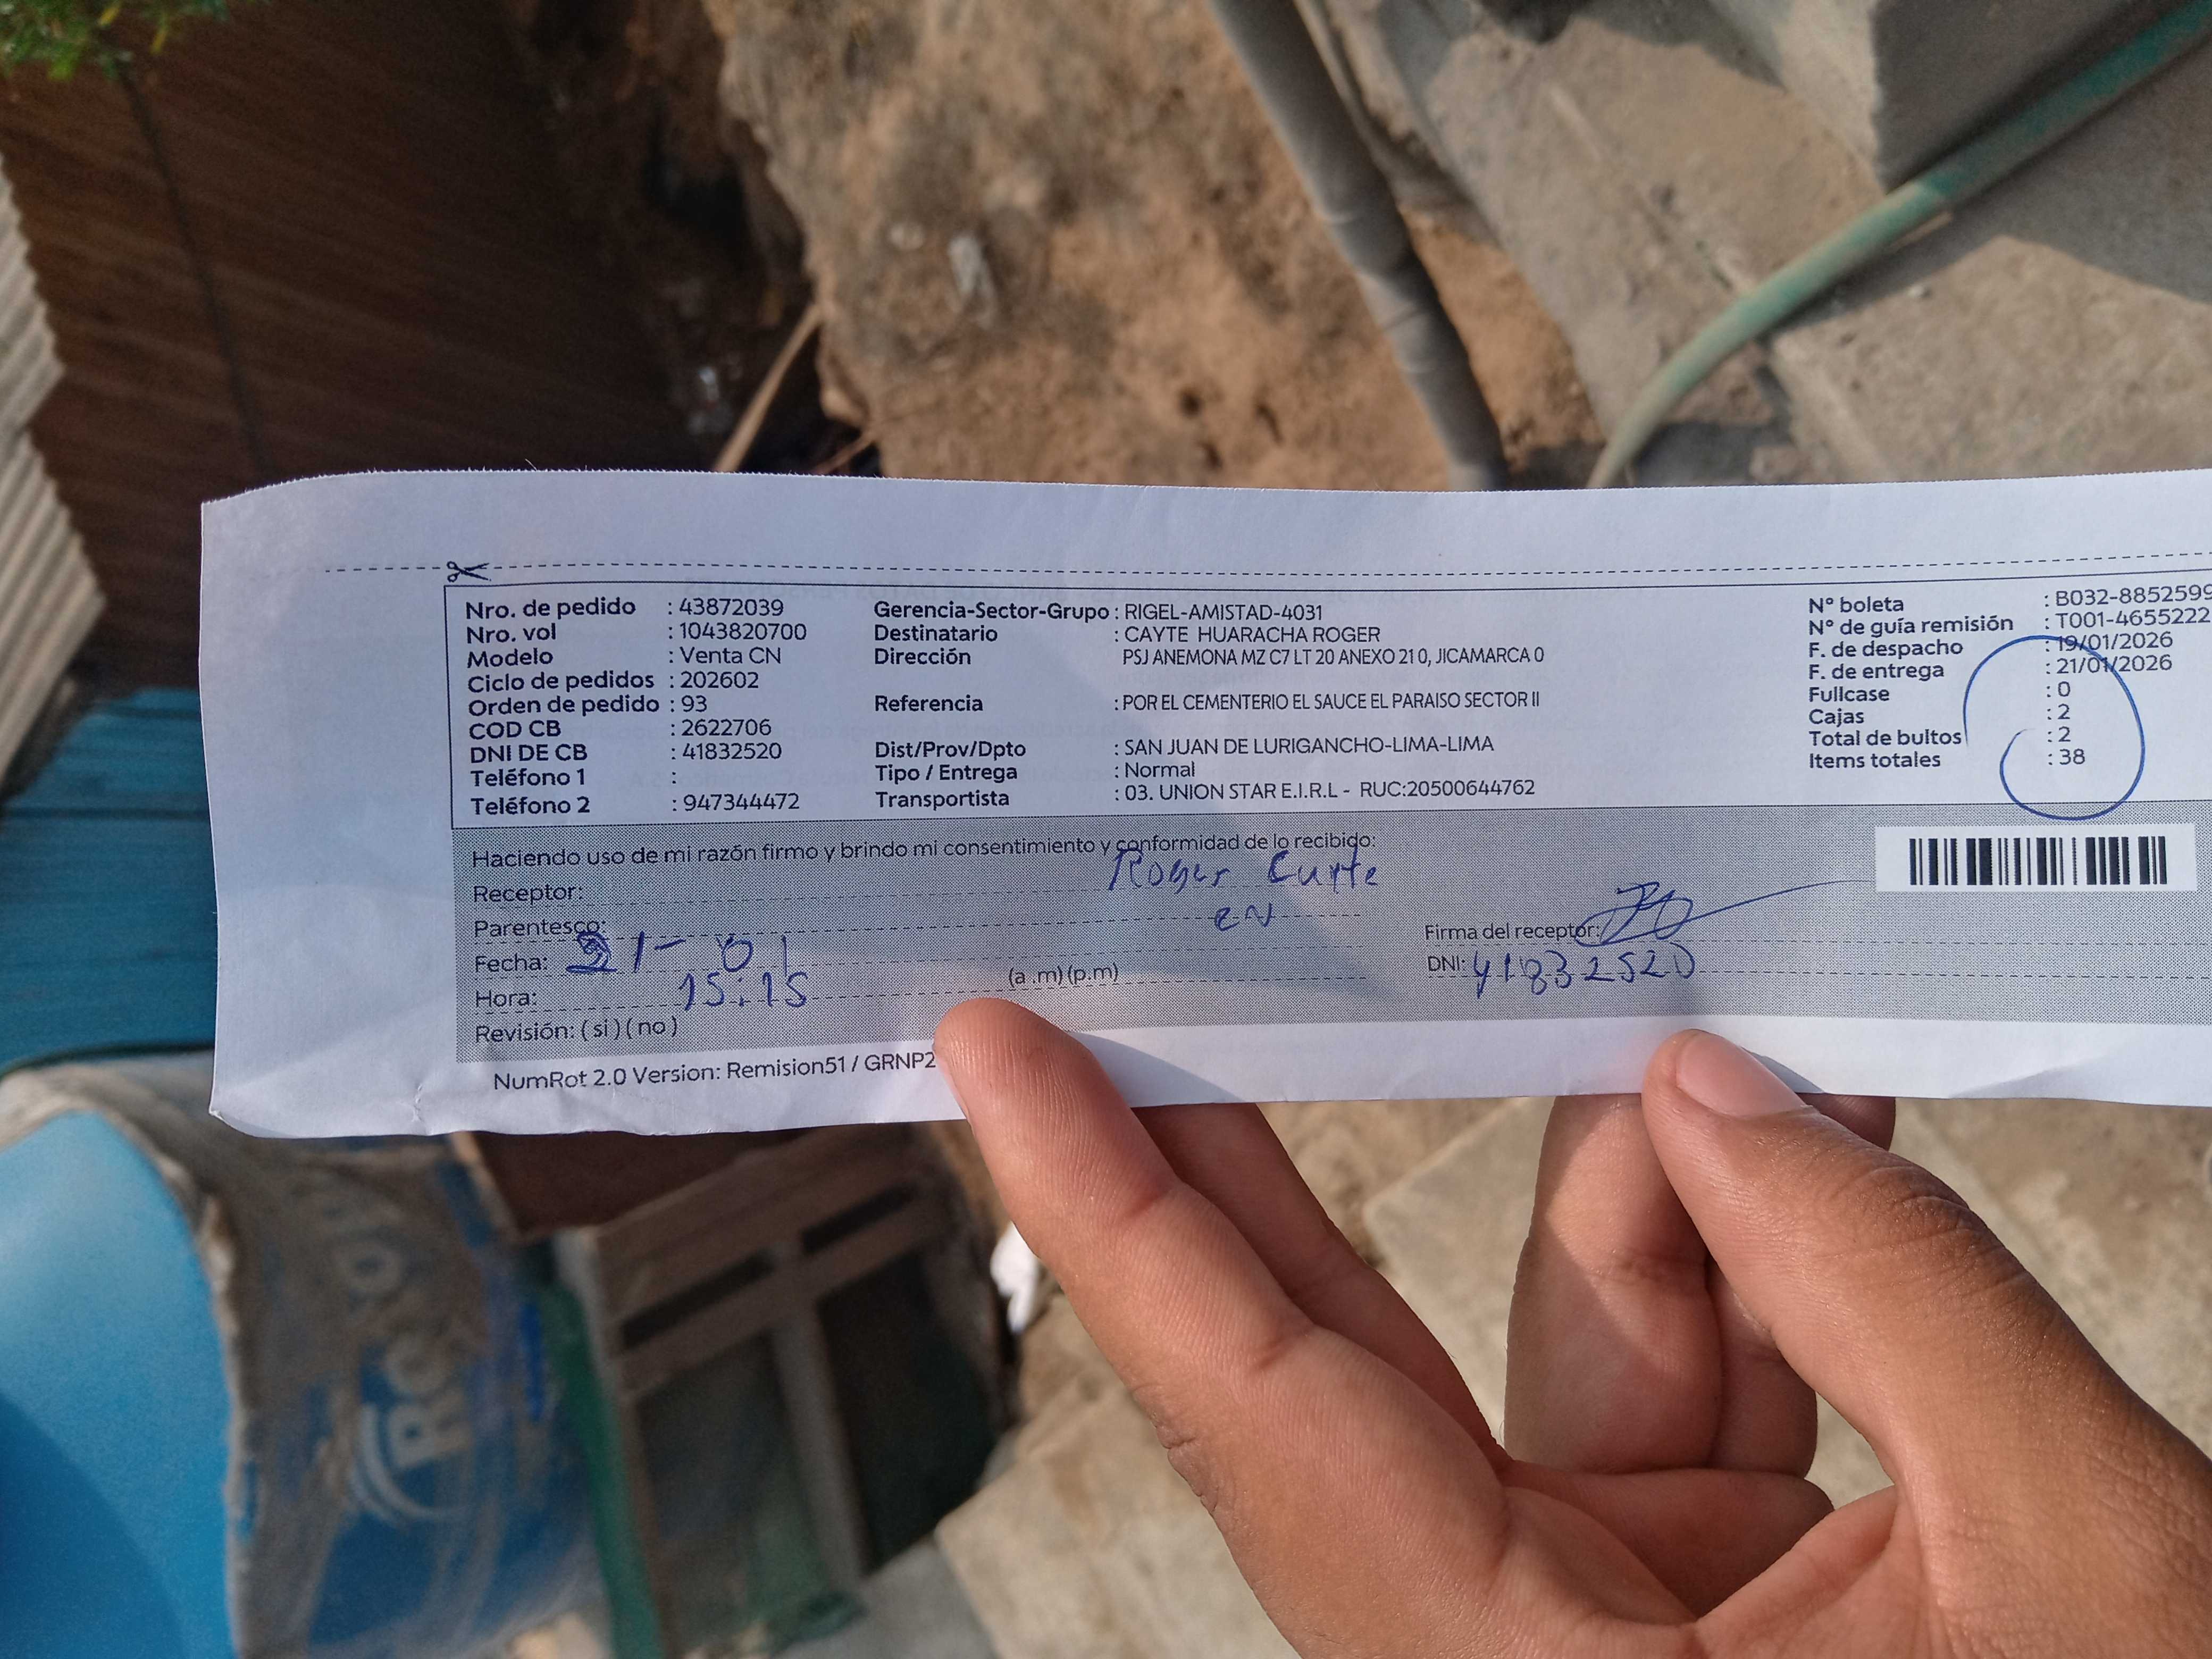 Nro. de pedido : 43872039
Nro. vol : 1043820700
Modelo : Venta CN
Ciclo de pedidos : 202602
Orden de pedido : 93
COD CB : 2622706
DNI DE CB : 41832520
Teléfono 1 :
Teléfono 2 : 947344472
Gerencia-Sector-Grupo : RIGEL-AMISTAD-4031
Destinatario : CAYTE HUARACHA ROGER
Dirección PSJ ANEMONA MZ C7 LT 20 ANEXO 21 0, JICAMARCA 0
Referencia : POR EL CEMENTERIO EL SAUCE EL PARAISO SECTOR II
Dist/Prov/Dpto : SAN JUAN DE LURIGANCHO-LIMA-LIMA
Tipo / Entrega : Normal
Transportista : 03. UNION STAR E.I.R.L - RUC:20500644762
N° boleta : B032-8852599
N° de guía remisión : T001-4655222
F. de despacho : 19/01/2026
F. de entrega : 21/01/2026
Fullcase : 0
Cajas : 2
Total de bultos : 2
Items totales : 38
Haciendo uso de mi razón firmo y brindo mi consentimiento y conformidad de lo recibido:
Receptor: Roger Cayte
Parentesco:
Fecha: 21-01
Hora: 15:15 (a .m) (p.m)
Revisión: ( si ) ( no )
Firma del receptor:
DNI: 41832520
NumRot 2.0 Version: Remision51 / GRNP2